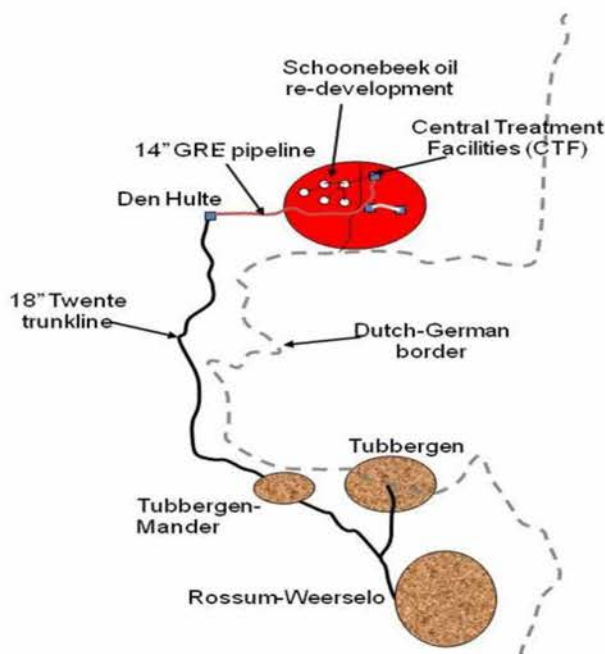 Schoonebeek oil
re-development
Central Treatment
Facilities (CTF)
14" GRE pipeline
Den Hulte
18" Twente
trunkline
Dutch-German
border
Tubbergen
Tubbergen-
Mander
Rossum-Weerselo